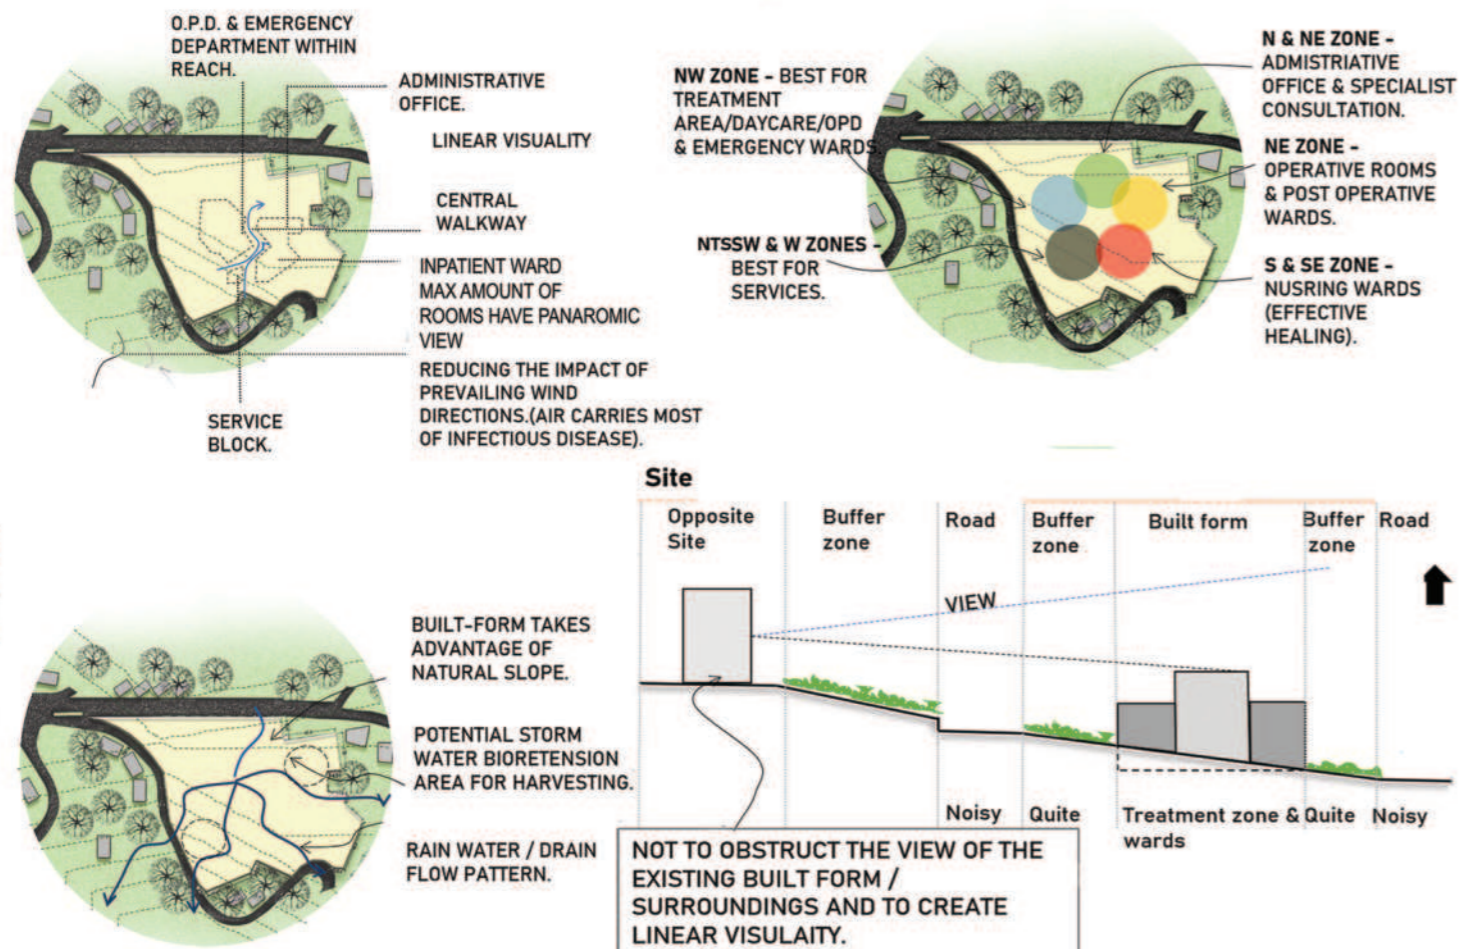 O.P.D. & EMERGENCY
DEPARTMENT WITHIN
REACH.
ADMINISTRATIVE
OFFICE.
LINEAR VISUALITY
CENTRAL
WALKWAY
INPATIENT WARD
MAX AMOUNT OF
ROOMS HAVE PANAROMIC
VIEW
REDUCING THE IMPACT OF
PREVAILING WIND
DIRECTIONS.(AIR CARRIES MOST
OF INFECTIOUS DISEASE).
SERVICE
BLOCK.
NW ZONE - BEST FOR
TREATMENT
AREA/DAYCARE/OPD
& EMERGENCY WARDS.
NTSSW & W ZONES -
BEST FOR
SERVICES.
N & NE ZONE -
ADMISTRIATIVE
OFFICE & SPECIALIST
CONSULTATION.
NE ZONE -
OPERATIVE ROOMS
& POST OPERATIVE
WARDS.
S & SE ZONE -
NUSRING WARDS
(EFFECTIVE
HEALING).
BUILT-FORM TAKES
ADVANTAGE OF
NATURAL SLOPE.
POTENTIAL STORM
WATER BIORETENSION
AREA FOR HARVESTING.
RAIN WATER / DRAIN
FLOW PATTERN.
Site
Opposite
Site
Buffer
zone
Road
Buffer
zone
Built form
Buffer
zone
Road
VIEW
Noisy
Quite
Treatment zone &
wards
Quite
Noisy
NOT TO OBSTRUCT THE VIEW OF THE
EXISTING BUILT FORM /
SURROUNDINGS AND TO CREATE
LINEAR VISULAITY.